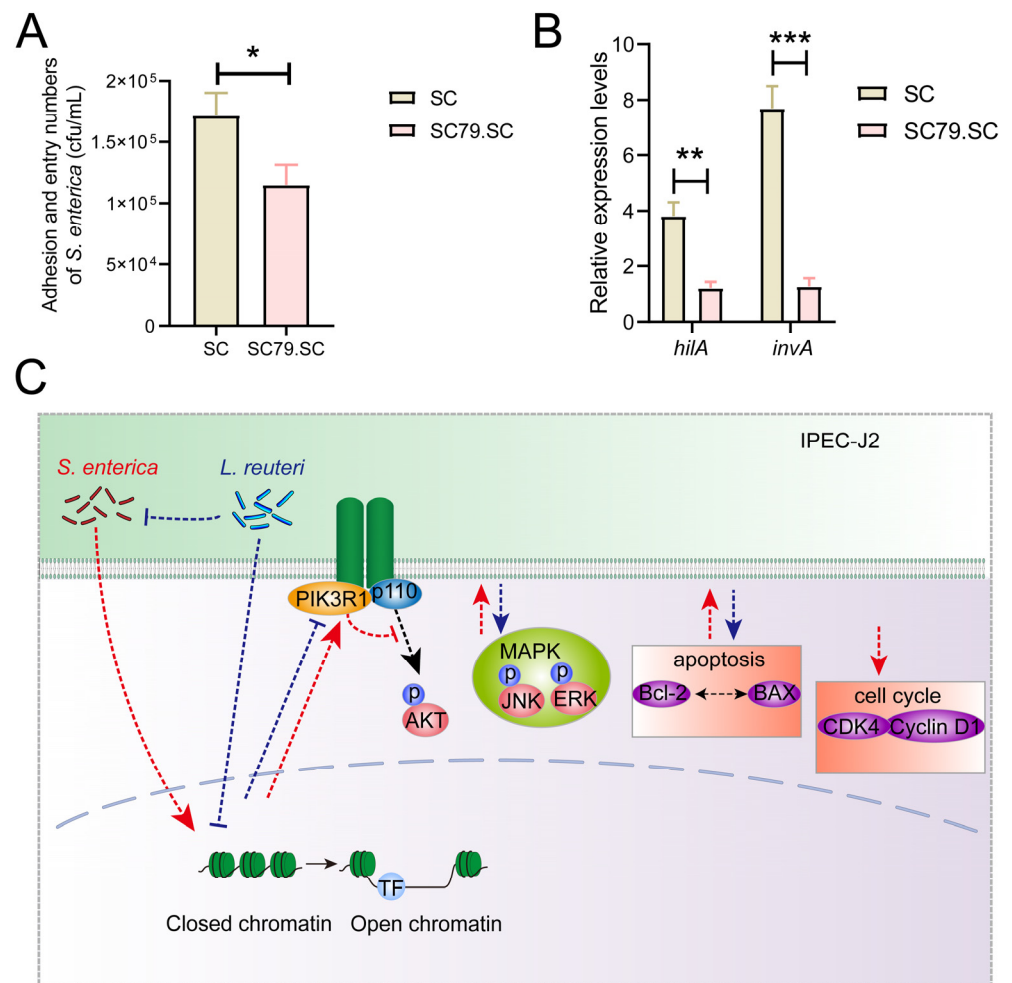 A
Adhesion and entry numbers
of S. enterica (cfu/mL)
2×10⁵
1.5×10⁵
1×10⁵
5×10⁴
0
*
SC
SC79.SC
SC
SC79.SC
B
Relative expression levels
10
8
6
4
2
0
**
***
hilA
invA
SC
SC79.SC
C
IPEC-J2
S. enterica
L. reuteri
PIK3R1
p110
p
AKT
MAPK
p
p
JNK
ERK
apoptosis
Bcl-2
BAX
cell cycle
CDK4
Cyclin D1
TF
Closed chromatin
Open chromatin